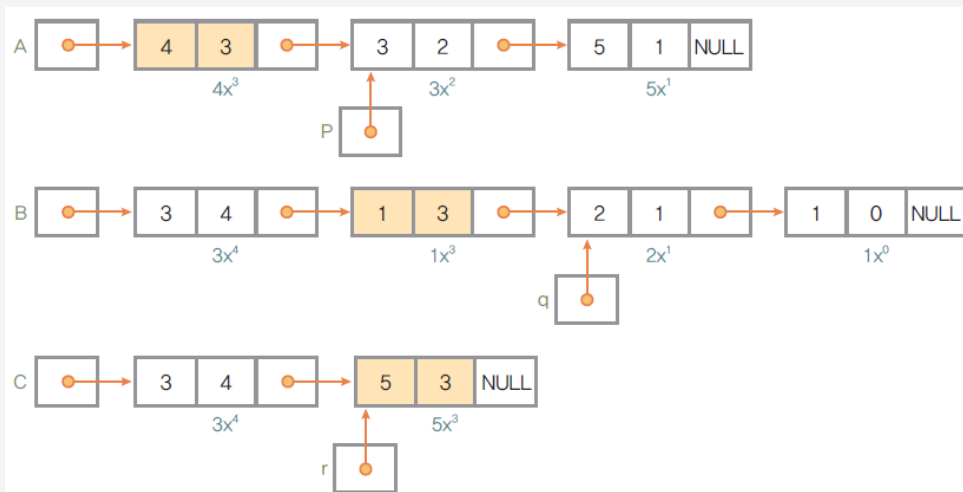 A 4 3 3 2 5 1 NULL
4x³ 3x² 5x¹
P
B 3 4 1 3 2 1 1 0 NULL
3x⁴ 1x³ 2x¹ 1x⁰
q
C 3 4 5 3 NULL
3x⁴ 5x³
r